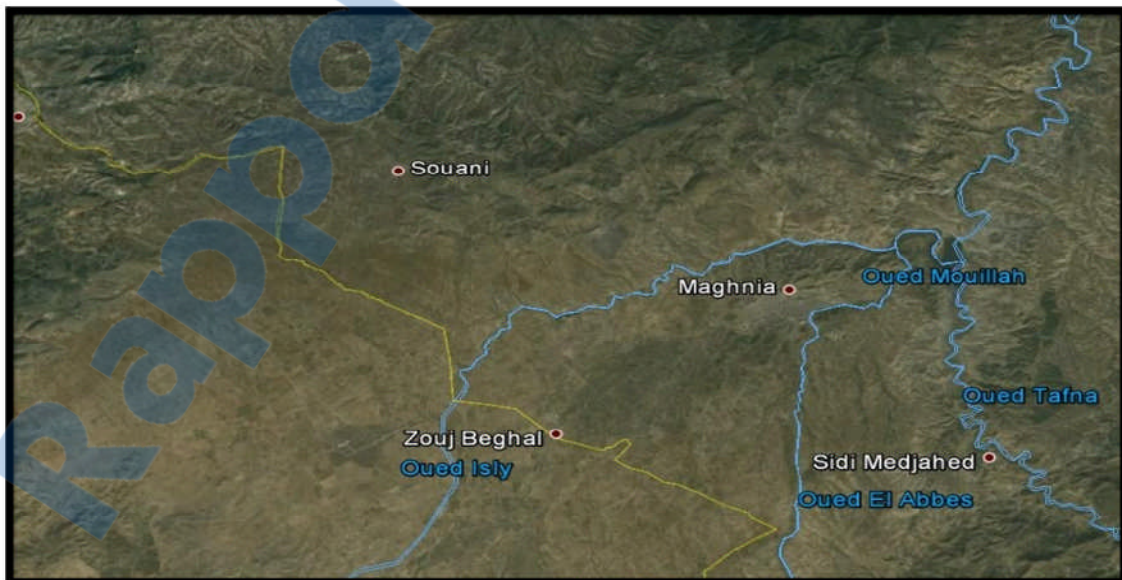 Souani
Maghnia
Oued Mouillah
Oued Tafna
Zouj Beghal
Oued Isly
Sidi Medjahed
Oued El Abbes
Rappo